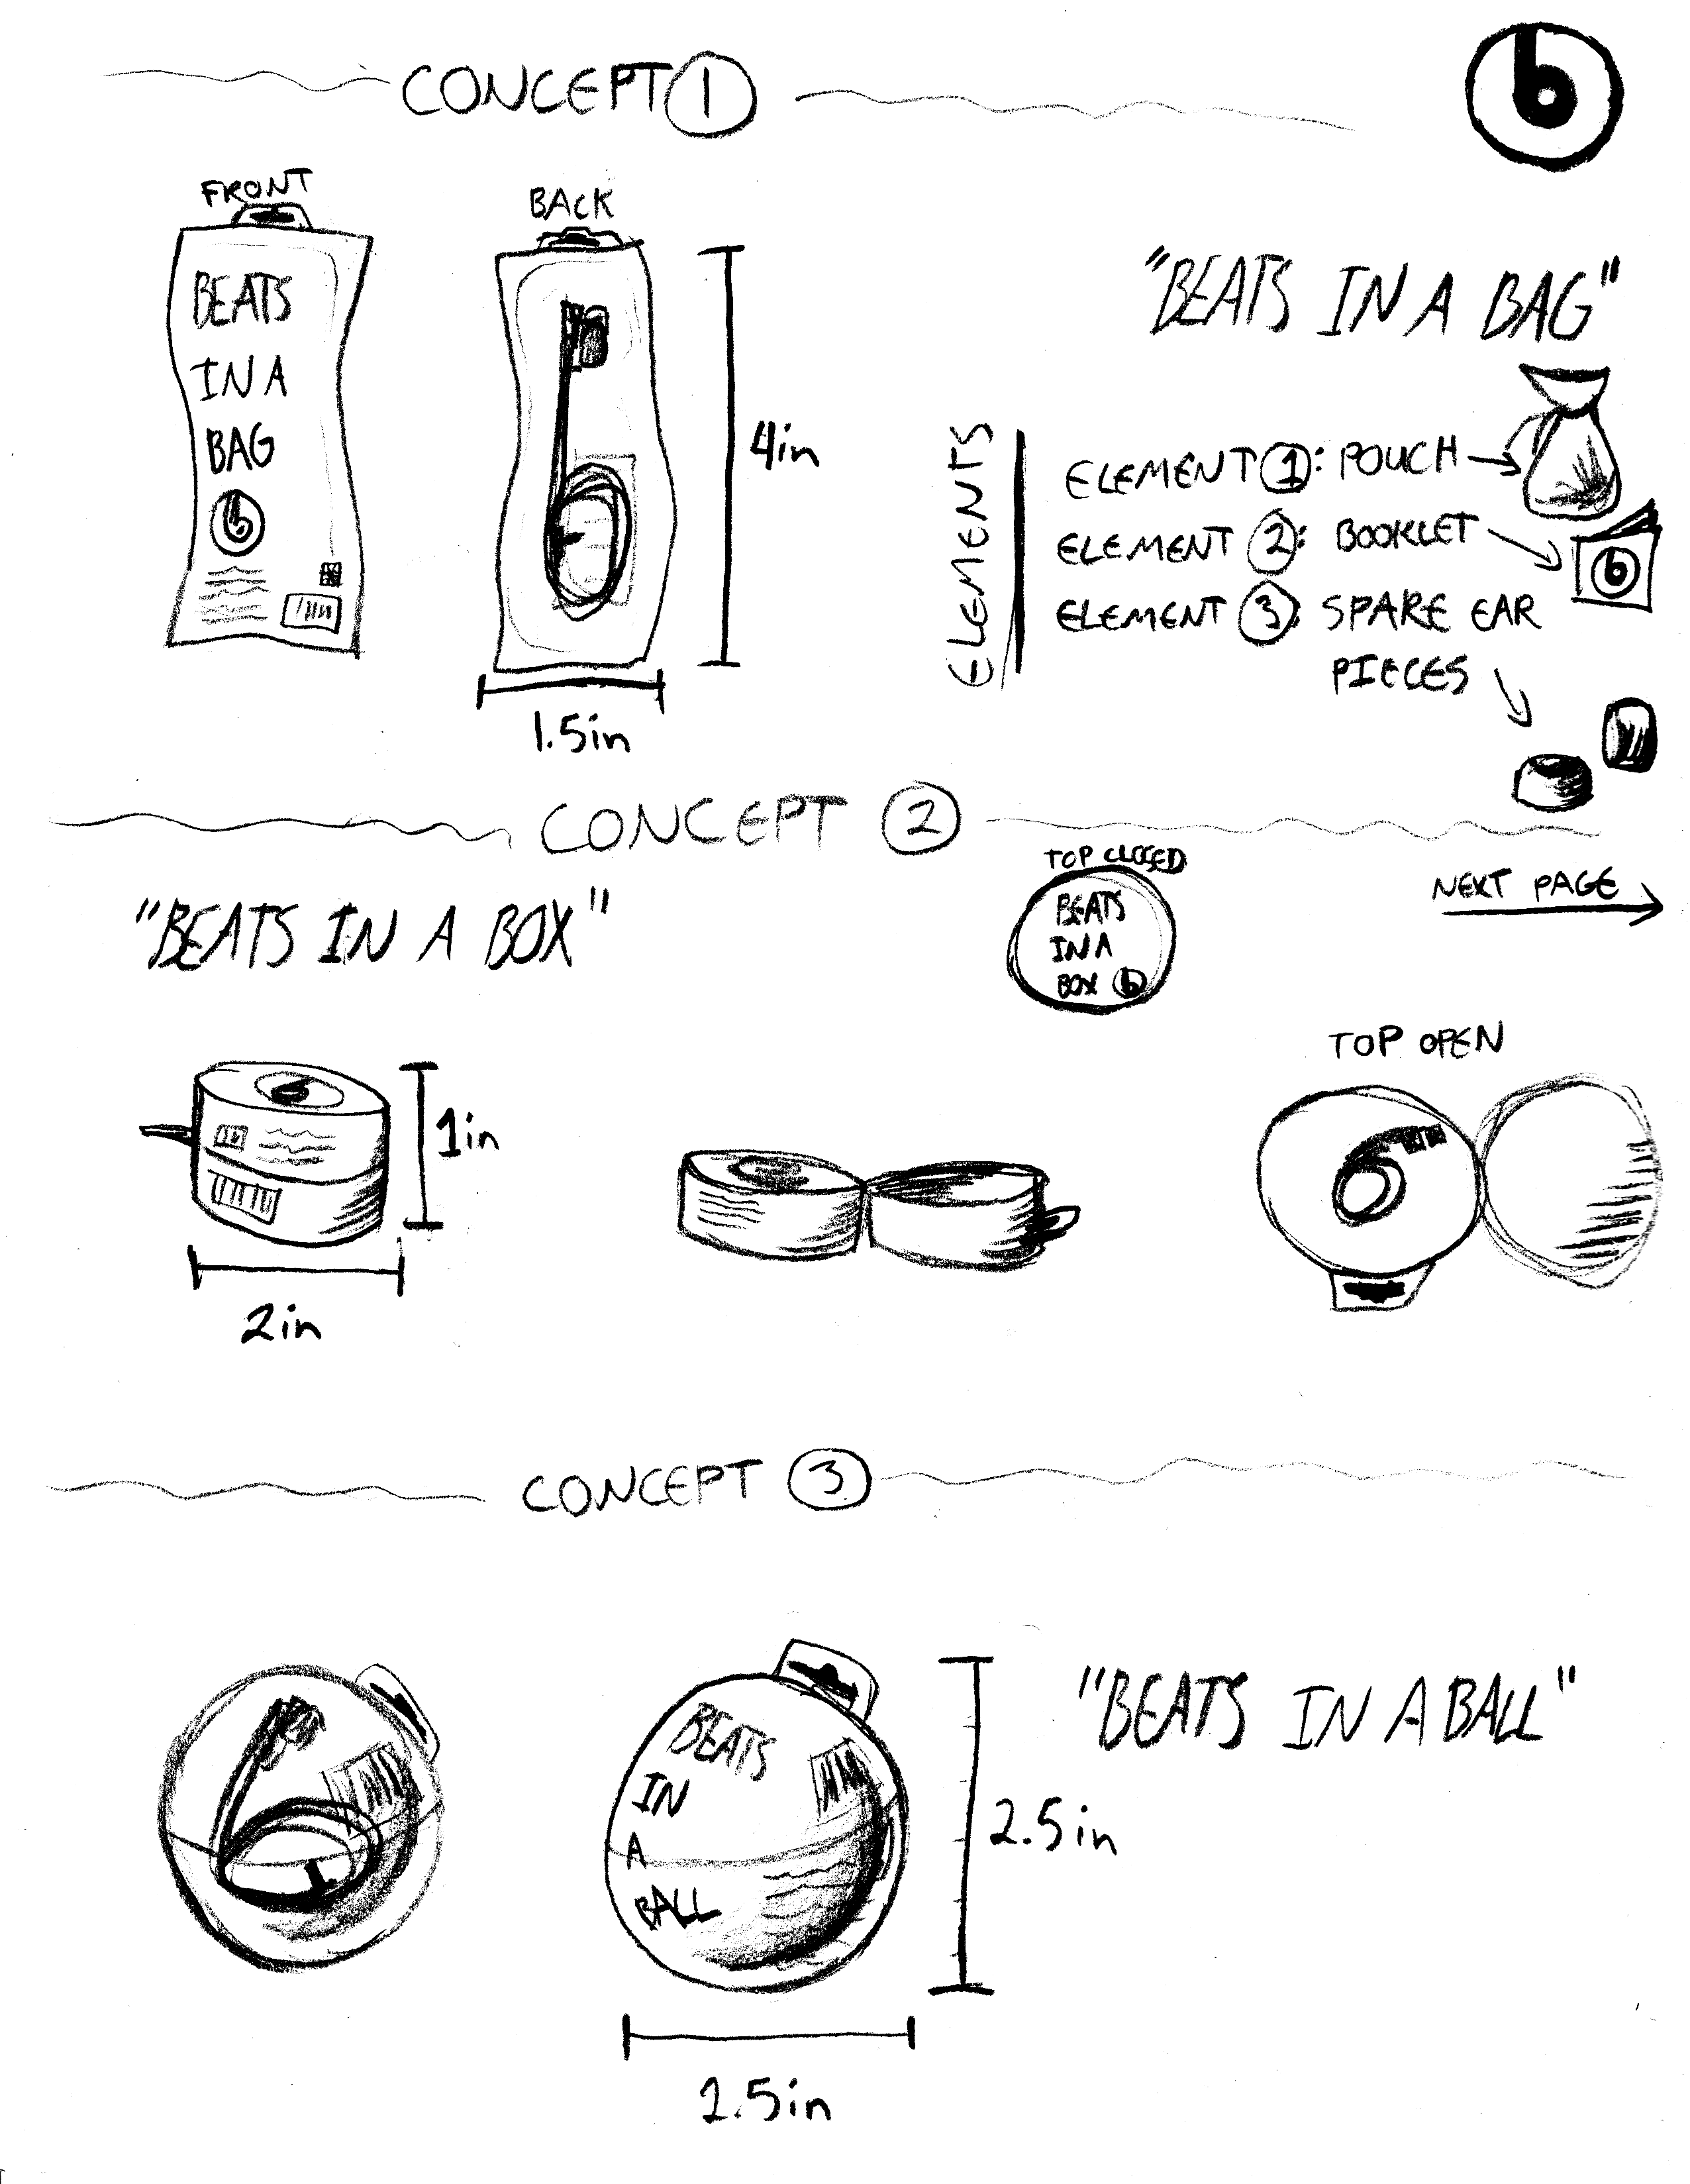 CONCEPT 1
b
FRONT
BEATS
IN A
BAG
b
BACK
4in
1.5in
"BEATS IN A BAG"
ELEMENTS
ELEMENT 1: POUCH
ELEMENT 2: BOOKLET
b
ELEMENT 3: SPARE EAR
PIECES
CONCEPT 2
"BEATS IN A BOX"
TOP CLOSED
BEATS
IN A
BOX b
NEXT PAGE
TOP OPEN
b
1in
2in
CONCEPT 3
BEATS
IN
A
BALL
2.5in
"BEATS IN A BALL"
2.5in